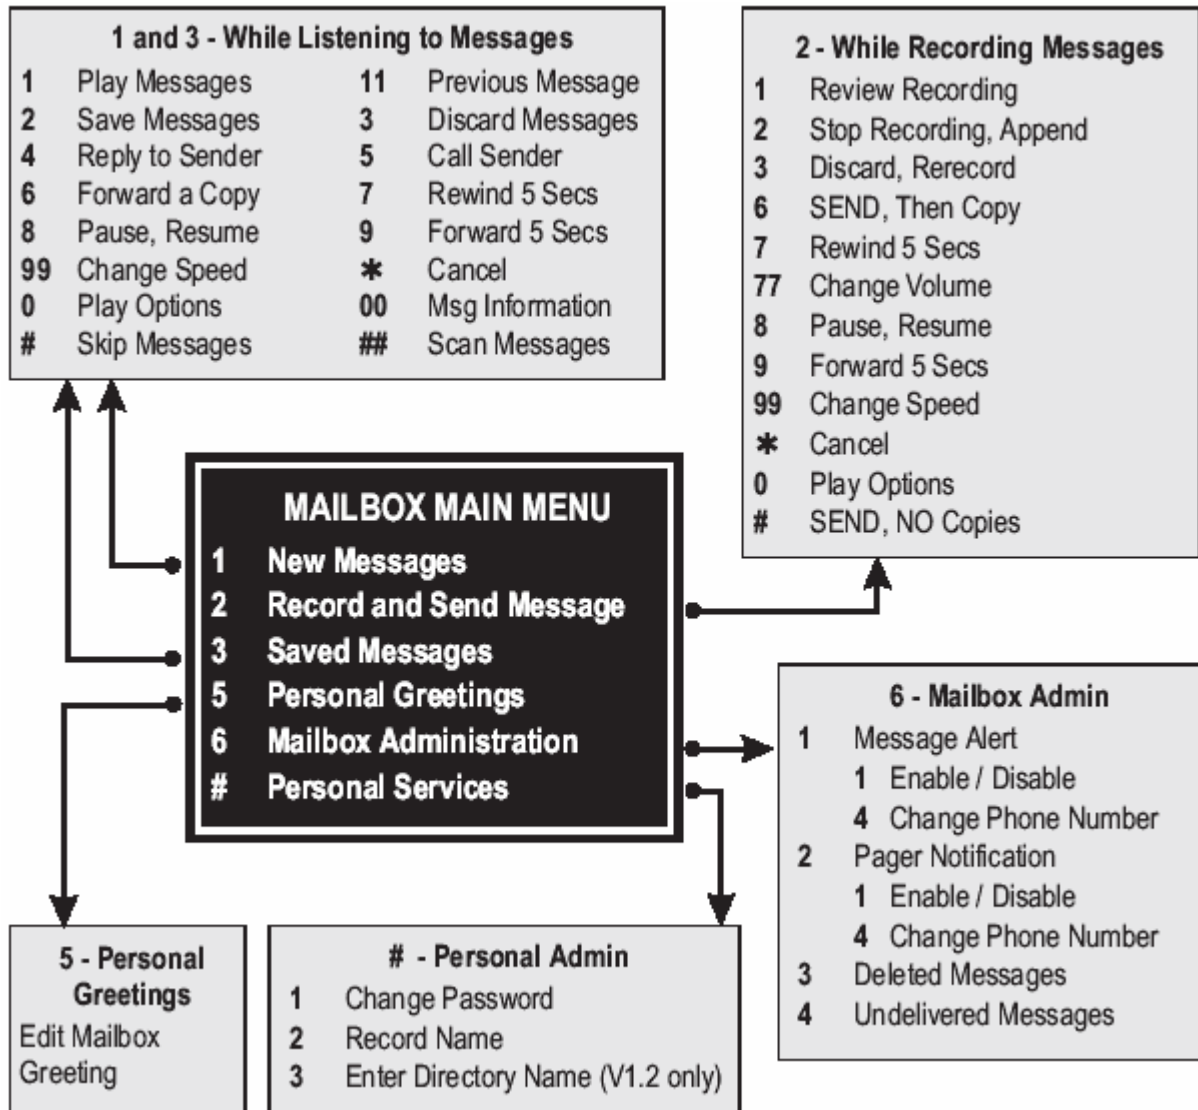 1 and 3 - While Listening to Messages
1 Play Messages 11 Previous Message
2 Save Messages 3 Discard Messages
4 Reply to Sender 5 Call Sender
6 Forward a Copy 7 Rewind 5 Secs
8 Pause, Resume 9 Forward 5 Secs
99 Change Speed * Cancel
0 Play Options 00 Msg Information
# Skip Messages ## Scan Messages
2 - While Recording Messages
1 Review Recording
2 Stop Recording, Append
3 Discard, Rerecord
6 SEND, Then Copy
7 Rewind 5 Secs
77 Change Volume
8 Pause, Resume
9 Forward 5 Secs
99 Change Speed
* Cancel
0 Play Options
# SEND, NO Copies
MAILBOX MAIN MENU
1 New Messages
2 Record and Send Message
3 Saved Messages
5 Personal Greetings
6 Mailbox Administration
# Personal Services
6 - Mailbox Admin
1 Message Alert
1 Enable / Disable
4 Change Phone Number
2 Pager Notification
1 Enable / Disable
4 Change Phone Number
3 Deleted Messages
4 Undelivered Messages
5 - Personal
Greetings
Edit Mailbox
Greeting
# - Personal Admin
1 Change Password
2 Record Name
3 Enter Directory Name (V1.2 only)